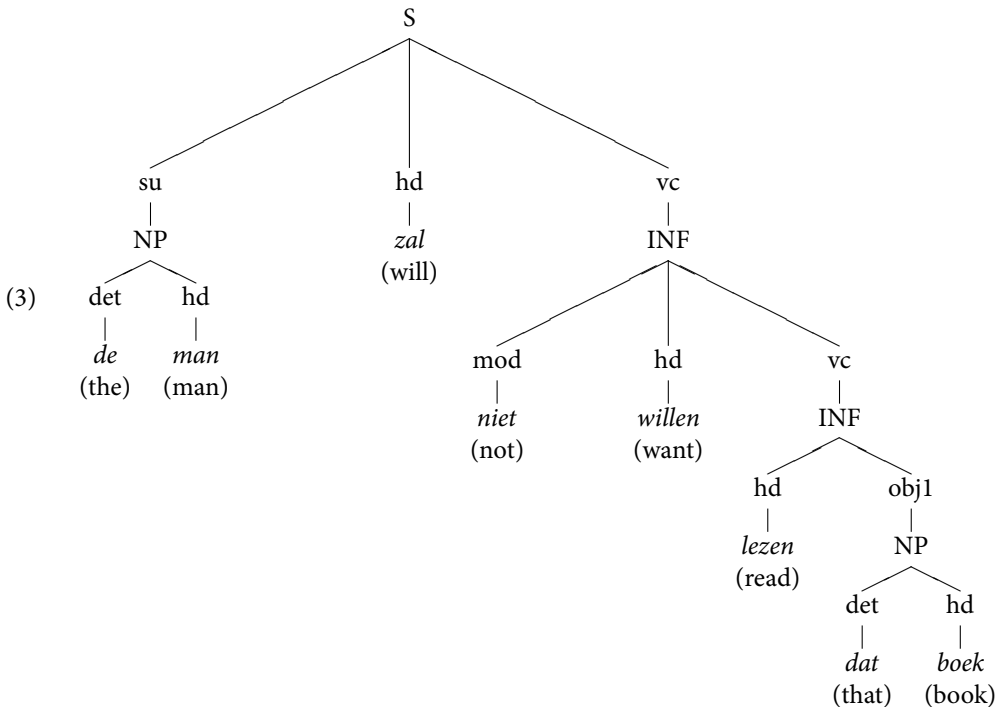 S
su hd vc
NP zal INF
(will)
(3) det hd
de man mod hd vc
(the) (man)
niet willen INF
(not) (want)
hd obj1
lezen NP
(read)
det hd
dat boek
(that) (book)